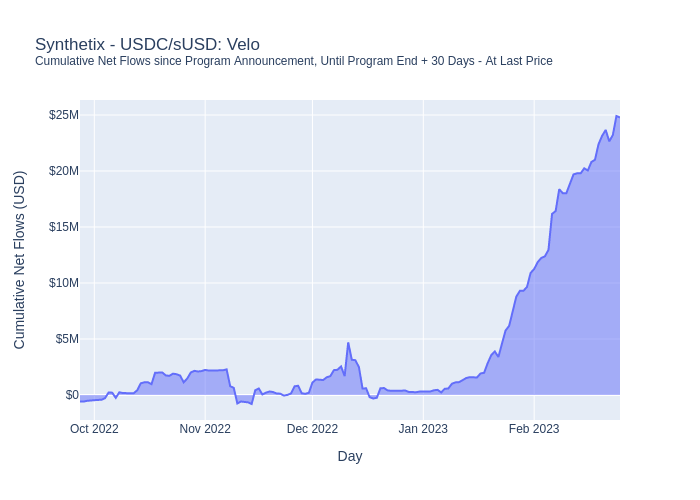 Synthetix - USDC/sUSD: Velo
Cumulative Net Flows since Program Announcement, Until Program End + 30 Days - At Last Price
Cumulative Net Flows (USD)
$25M
$20M
$15M
$10M
$5M
$0
Oct 2022
Nov 2022
Dec 2022
Jan 2023
Feb 2023
Day